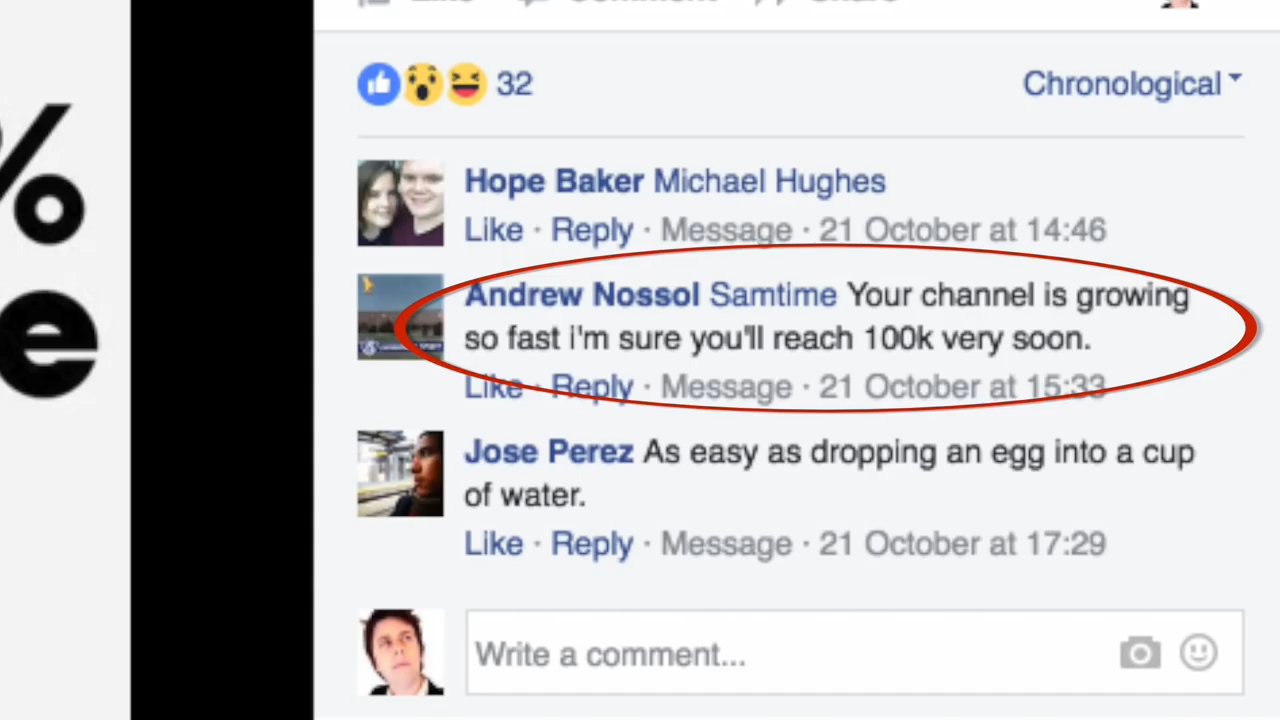 Like Comment Share
32
Chronological
%
Hope Baker Michael Hughes
Like · Reply · Message · 21 October at 14:46
e
Andrew Nossol Samtime Your channel is growing
so fast i'm sure you'll reach 100k very soon.
Like · Reply · Message · 21 October at 15:33
Jose Perez As easy as dropping an egg into a cup
of water.
Like · Reply · Message · 21 October at 17:29
Write a comment...